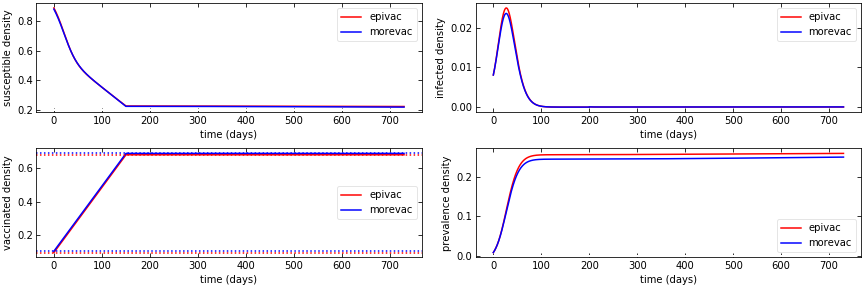 susceptible density
0.8
0.6
0.4
0.2
epivac
morevac
0 100 200 300 400 500 600 700
time (days)
infected density
0.02
0.01
0.00
epivac
morevac
0 100 200 300 400 500 600 700
time (days)
vaccinated density
0.6
0.4
0.2
epivac
morevac
0 100 200 300 400 500 600 700
time (days)
prevalence density
0.2
0.1
0.0
epivac
morevac
0 100 200 300 400 500 600 700
time (days)